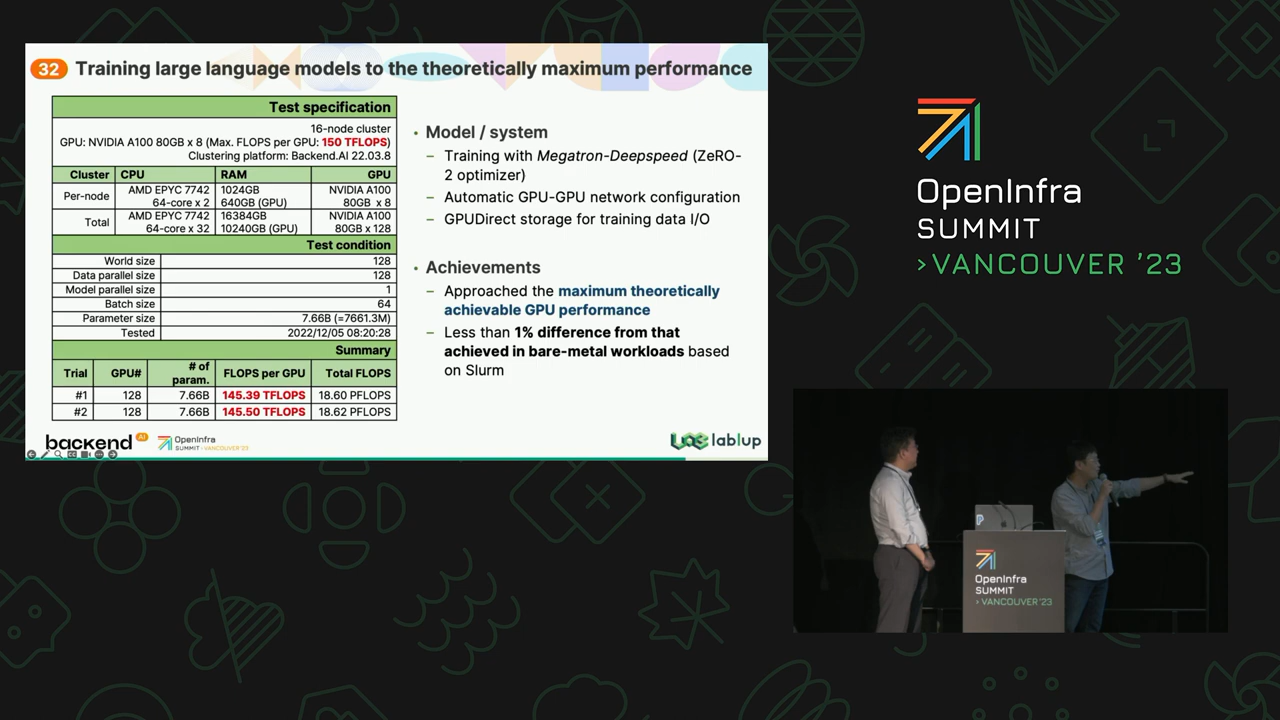 32 Training large language models to the theoretically maximum performance
Test specification
16-node cluster
GPU: NVIDIA A100 80GB x 8 (Max. FLOPS per GPU: 150 TFLOPS)
Clustering platform: Backend.AI 22.03.8
Cluster CPU RAM GPU
Per-node AMD EPYC 7742 64-core x 2 1024GB 640GB (GPU) NVIDIA A100 80GB x 8
Total AMD EPYC 7742 64-core x 32 16384GB 10240GB (GPU) NVIDIA A100 80GB x 128
Test condition
World size 128
Data parallel size 128
Model parallel size 1
Batch size 64
Parameter size 7.66B (=7661.3M)
Tested 2022/12/05 08:20:28
Summary
Trial GPU# # of param. FLOPS per GPU Total FLOPS
#1 128 7.66B 145.39 TFLOPS 18.60 PFLOPS
#2 128 7.66B 145.50 TFLOPS 18.62 PFLOPS
• Model / system
– Training with Megatron-Deepspeed (ZeRO-
2 optimizer)
– Automatic GPU-GPU network configuration
– GPUDirect storage for training data I/O
• Achievements
– Approached the maximum theoretically
achievable GPU performance
– Less than 1% difference from that
achieved in bare-metal workloads based
on Slurm
backend AI
OpenInfra
SUMMIT >VANCOUVER '23
lablup
OpenInfra
SUMMIT
>VANCOUVER '23
OpenInfra
SUMMIT
>VANCOUVER '23